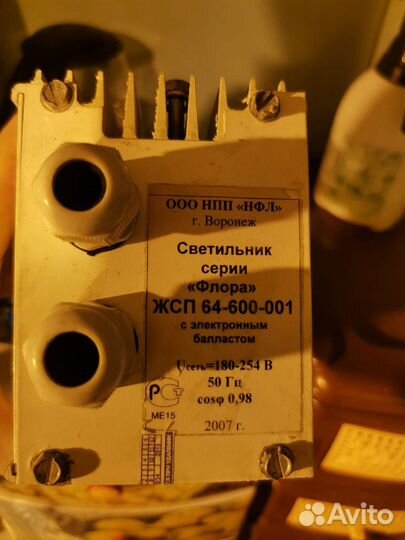 ООО НПП «НФЛ»
г. Воронеж
Светильник
серии
«Флора»
ЖСП 64-600-001
с электронным
балластом
Uсеть=180-254 В
50 Гц
cosφ 0,98
РСТ
МЕ15
2007 г.
Avito